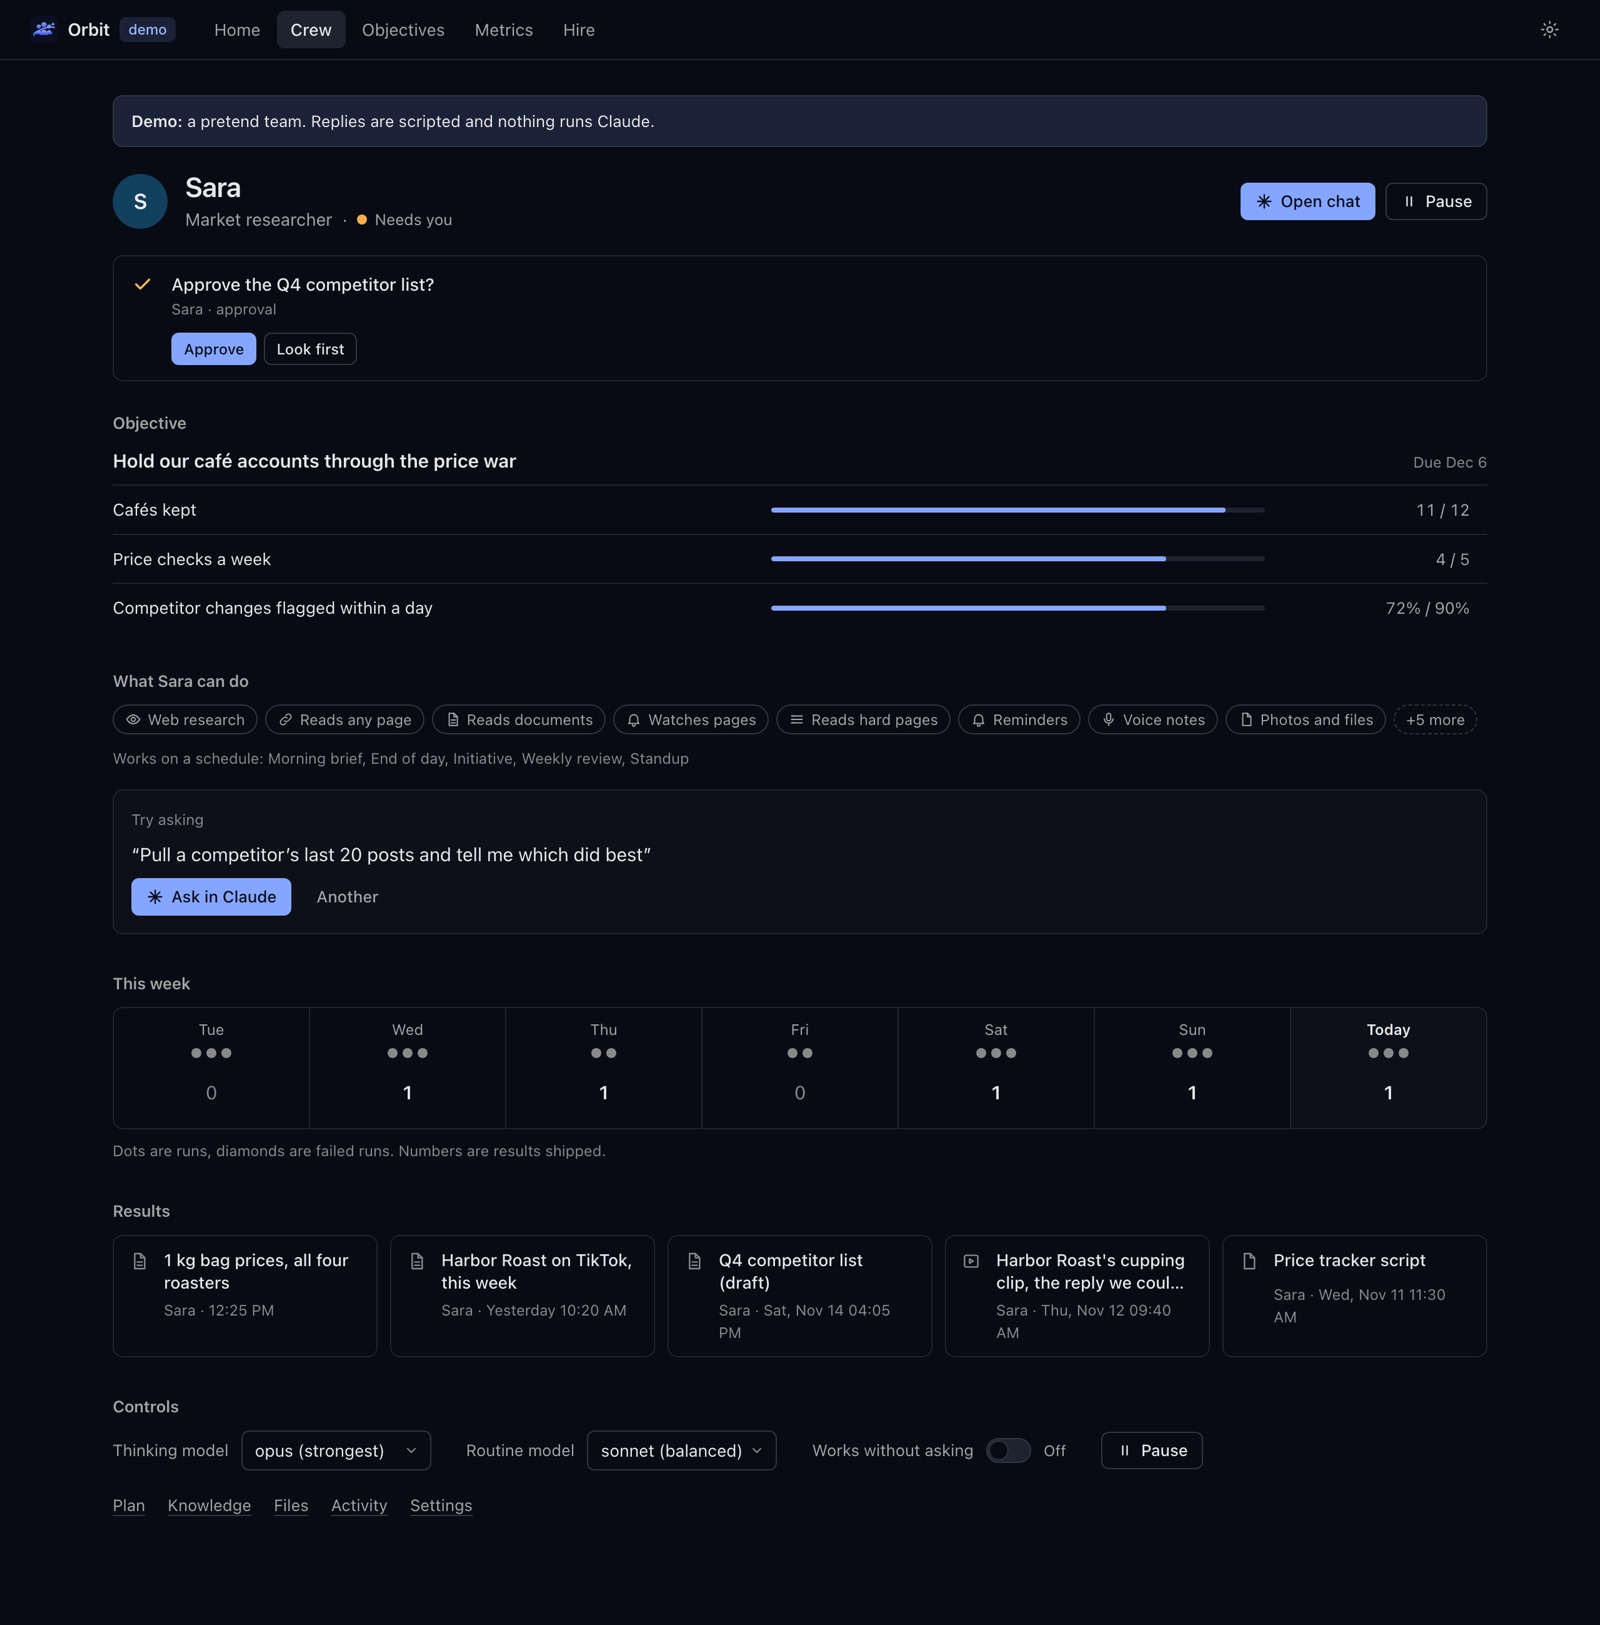 Orbit demo Home Crew Objectives Metrics Hire
Demo: a pretend team. Replies are scripted and nothing runs Claude.
S
Sara
Market researcher · Needs you
Open chat
Pause
Approve the Q4 competitor list?
Sara · approval
Approve
Look first
Objective
Hold our café accounts through the price war
Due Dec 6
Cafés kept
11 / 12
Price checks a week
4 / 5
Competitor changes flagged within a day
72% / 90%
What Sara can do
Web research
Reads any page
Reads documents
Watches pages
Reads hard pages
Reminders
Voice notes
Photos and files
+5 more
Works on a schedule: Morning brief, End of day, Initiative, Weekly review, Standup
Try asking
“Pull a competitor’s last 20 posts and tell me which did best”
Ask in Claude
Another
This week
Tue
0
Wed
1
Thu
1
Fri
0
Sat
1
Sun
1
Today
1
Dots are runs, diamonds are failed runs. Numbers are results shipped.
Results
1 kg bag prices, all four
roasters
Sara · 12:25 PM
Harbor Roast on TikTok,
this week
Sara · Yesterday 10:20 AM
Q4 competitor list
(draft)
Sara · Sat, Nov 14 04:05
PM
Harbor Roast's cupping
clip, the reply we coul...
Sara · Thu, Nov 12 09:40
AM
Price tracker script
Sara · Wed, Nov 11 11:30
AM
Controls
Thinking model
opus (strongest)
Routine model
sonnet (balanced)
Works without asking
Off
Pause
Plan Knowledge Files Activity Settings